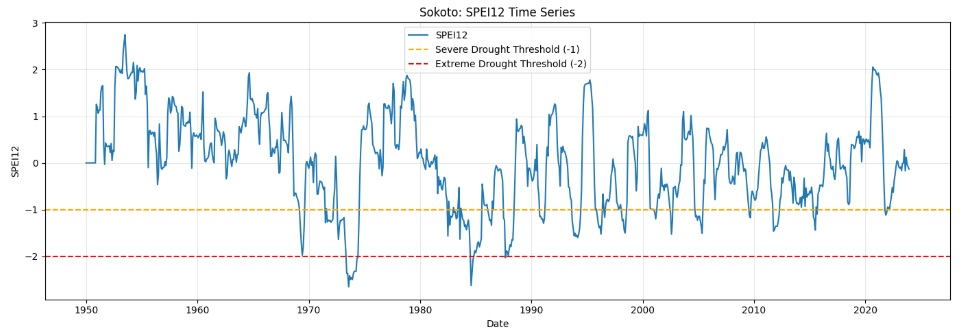 Sokoto: SPEI12 Time Series
SPEI12
Severe Drought Threshold (-1)
Extreme Drought Threshold (-2)
3
2
1
0
−1
−2
SPEI12
1950 1960 1970 1980 1990 2000 2010 2020
Date